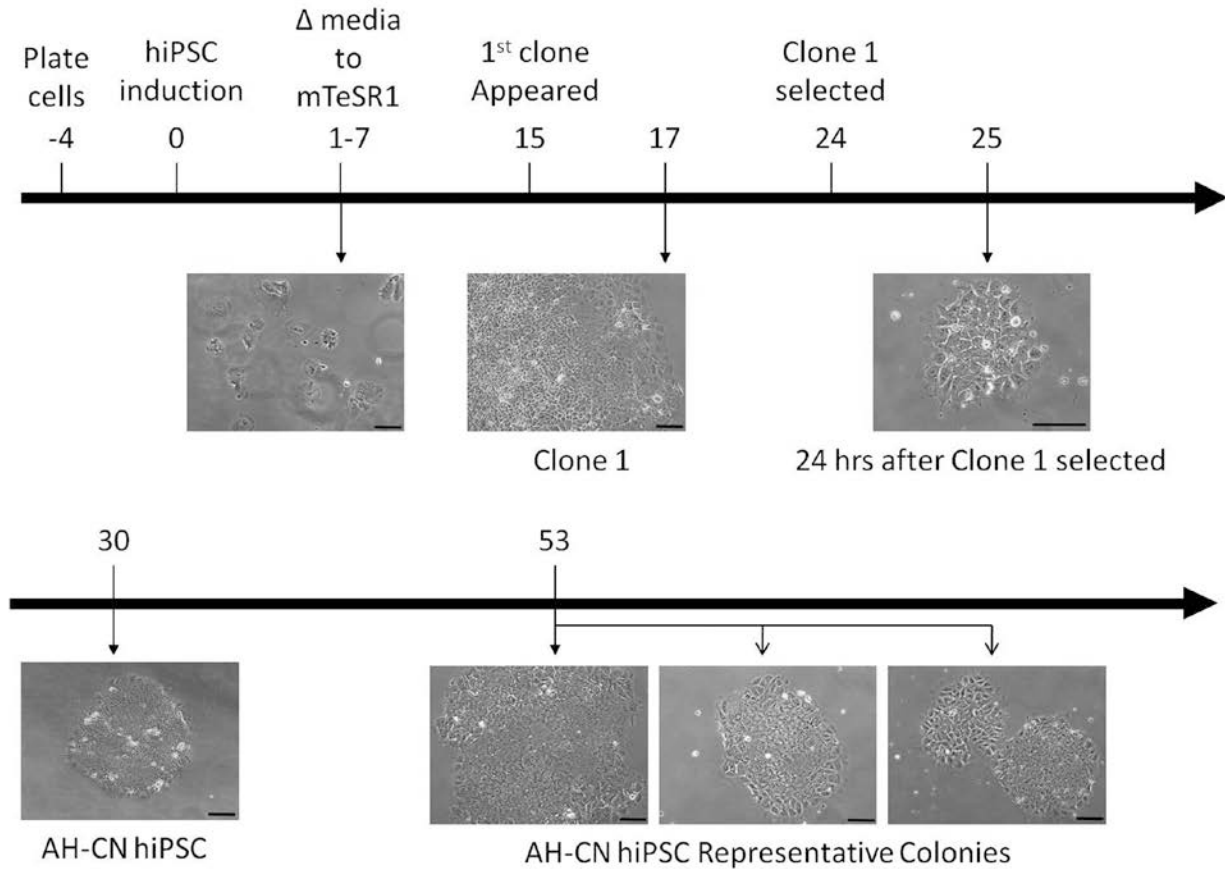 Plate
cells
hiPSC
induction
Δ media
to
mTeSR1
1st clone
Appeared
Clone 1
selected
-4
0
1-7
15
17
24
25
Clone 1
24 hrs after Clone 1 selected
30
53
AH-CN hiPSC
AH-CN hiPSC Representative Colonies